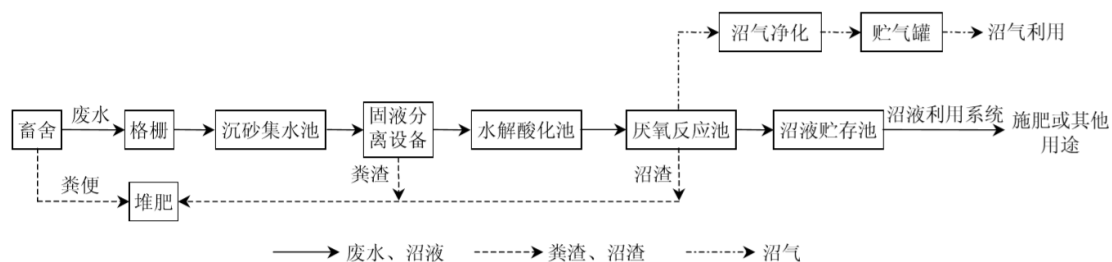 沼气净化
贮气罐
沼气利用
畜舍
废水
格栅
沉砂集水池
固液分
离设备
水解酸化池
厌氧反应池
沼液贮存池
沼液利用系统
施肥或其他
用途
粪渣
沼渣
粪便
堆肥
废水、沼液
粪渣、沼渣
沼气